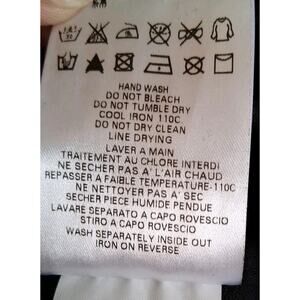 HAND WASH
DO NOT BLEACH
DO NOT TUMBLE DRY
COOL IRON 110C
DO NOT DRY CLEAN
LINE DRYING
LAVER A MAIN
TRAITEMENT AU CHLORE INTERDI
NE SECHER PAS A' L'AIR CHAUD
REPASSER A FAIBLE TEMPERATURE-110C
NE NETTOYER PAS A' SEC
SECHER PIECE HUMIDE PENDUE
LAVARE SEPARATO A CAPO ROVESCIO
STIRO A CAPO ROVESCIO
WASH SEPARATELY INSIDE OUT
IRON ON REVERSE